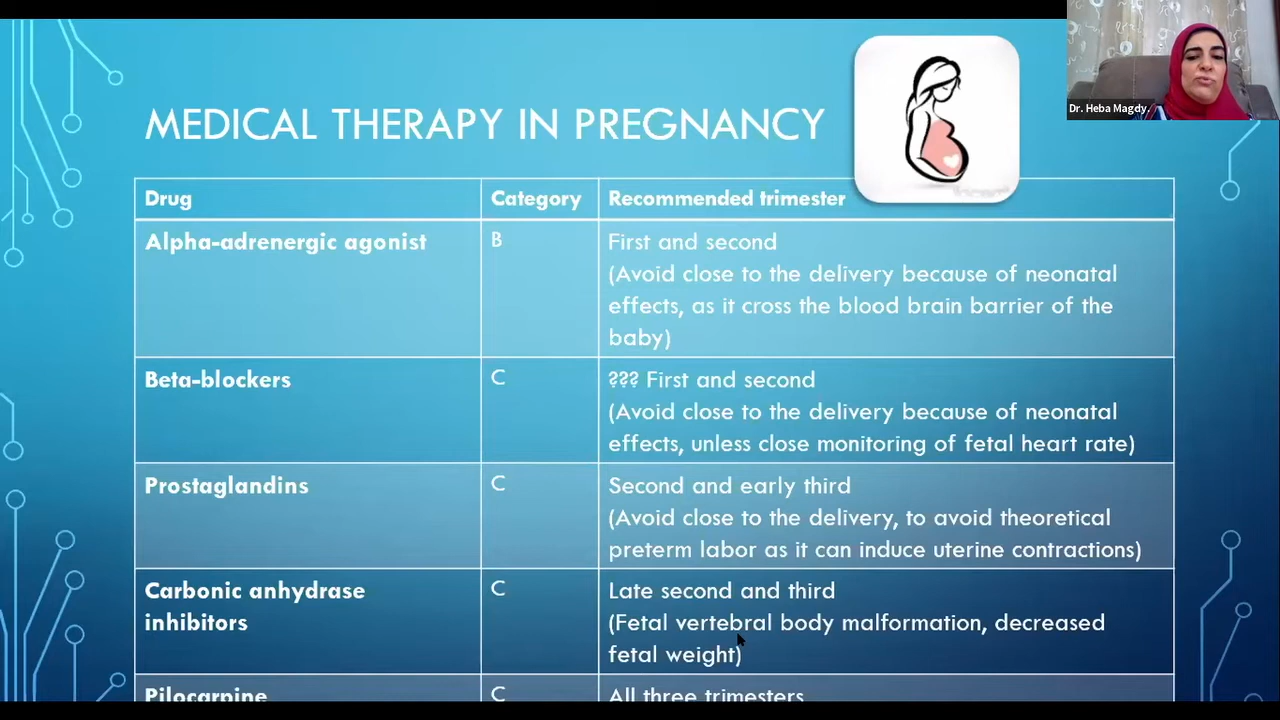 Dr. Heba Magdy.
MEDICAL THERAPY IN PREGNANCY
Drug
Category
Recommended trimester
Alpha-adrenergic agonist
B
First and second
(Avoid close to the delivery because of neonatal
effects, as it cross the blood brain barrier of the
baby)
Beta-blockers
C
??? First and second
(Avoid close to the delivery because of neonatal
effects, unless close monitoring of fetal heart rate)
Prostaglandins
C
Second and early third
(Avoid close to the delivery, to avoid theoretical
preterm labor as it can induce uterine contractions)
Carbonic anhydrase
inhibitors
C
Late second and third
(Fetal vertebral body malformation, decreased
fetal weight)
Pilocarpine
C
All three trimesters